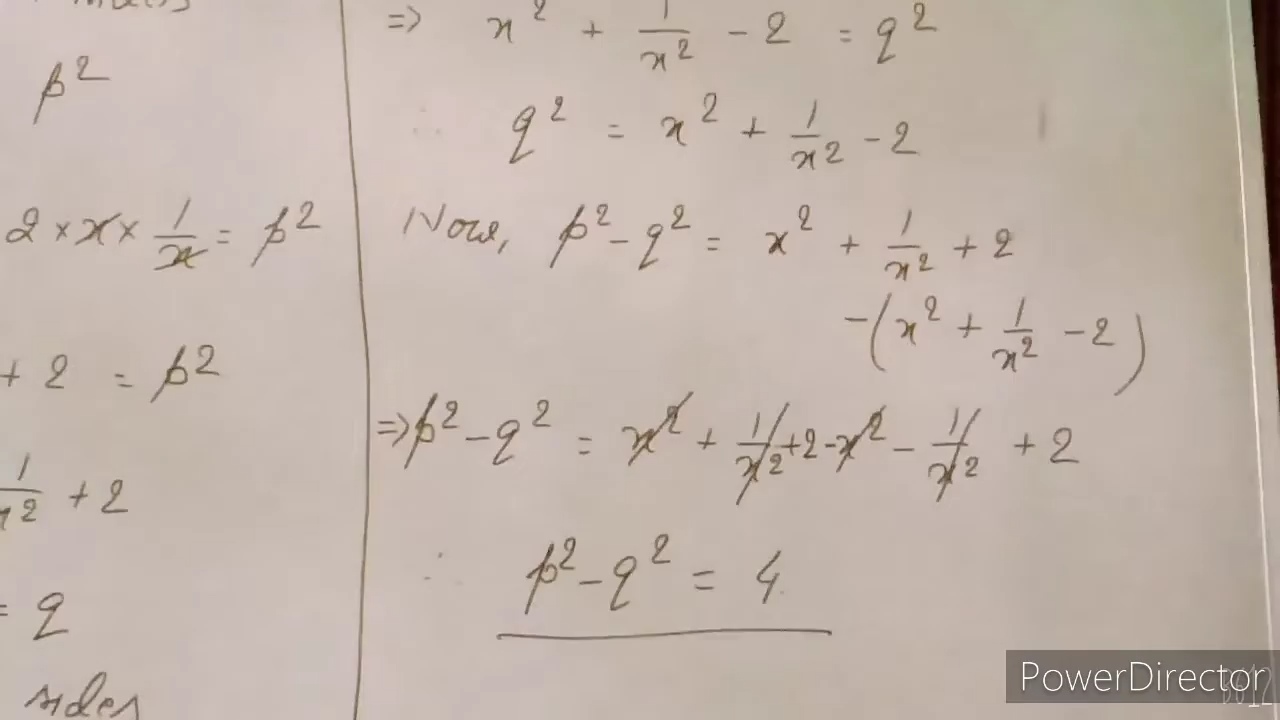 sides
p²
2 × x × 1/x = p²
+ 2 = p²
1/x² + 2
= q
sides
=> x² + 1/x² - 2 = q²
∴ q² = x² + 1/x² - 2
Now, p² - q² = x² + 1/x² + 2
-(x² + 1/x² - 2)
=> p² - q² = x² + 1/x² + 2 - x² - 1/x² + 2
∴ p² - q² = 4
PowerDirector